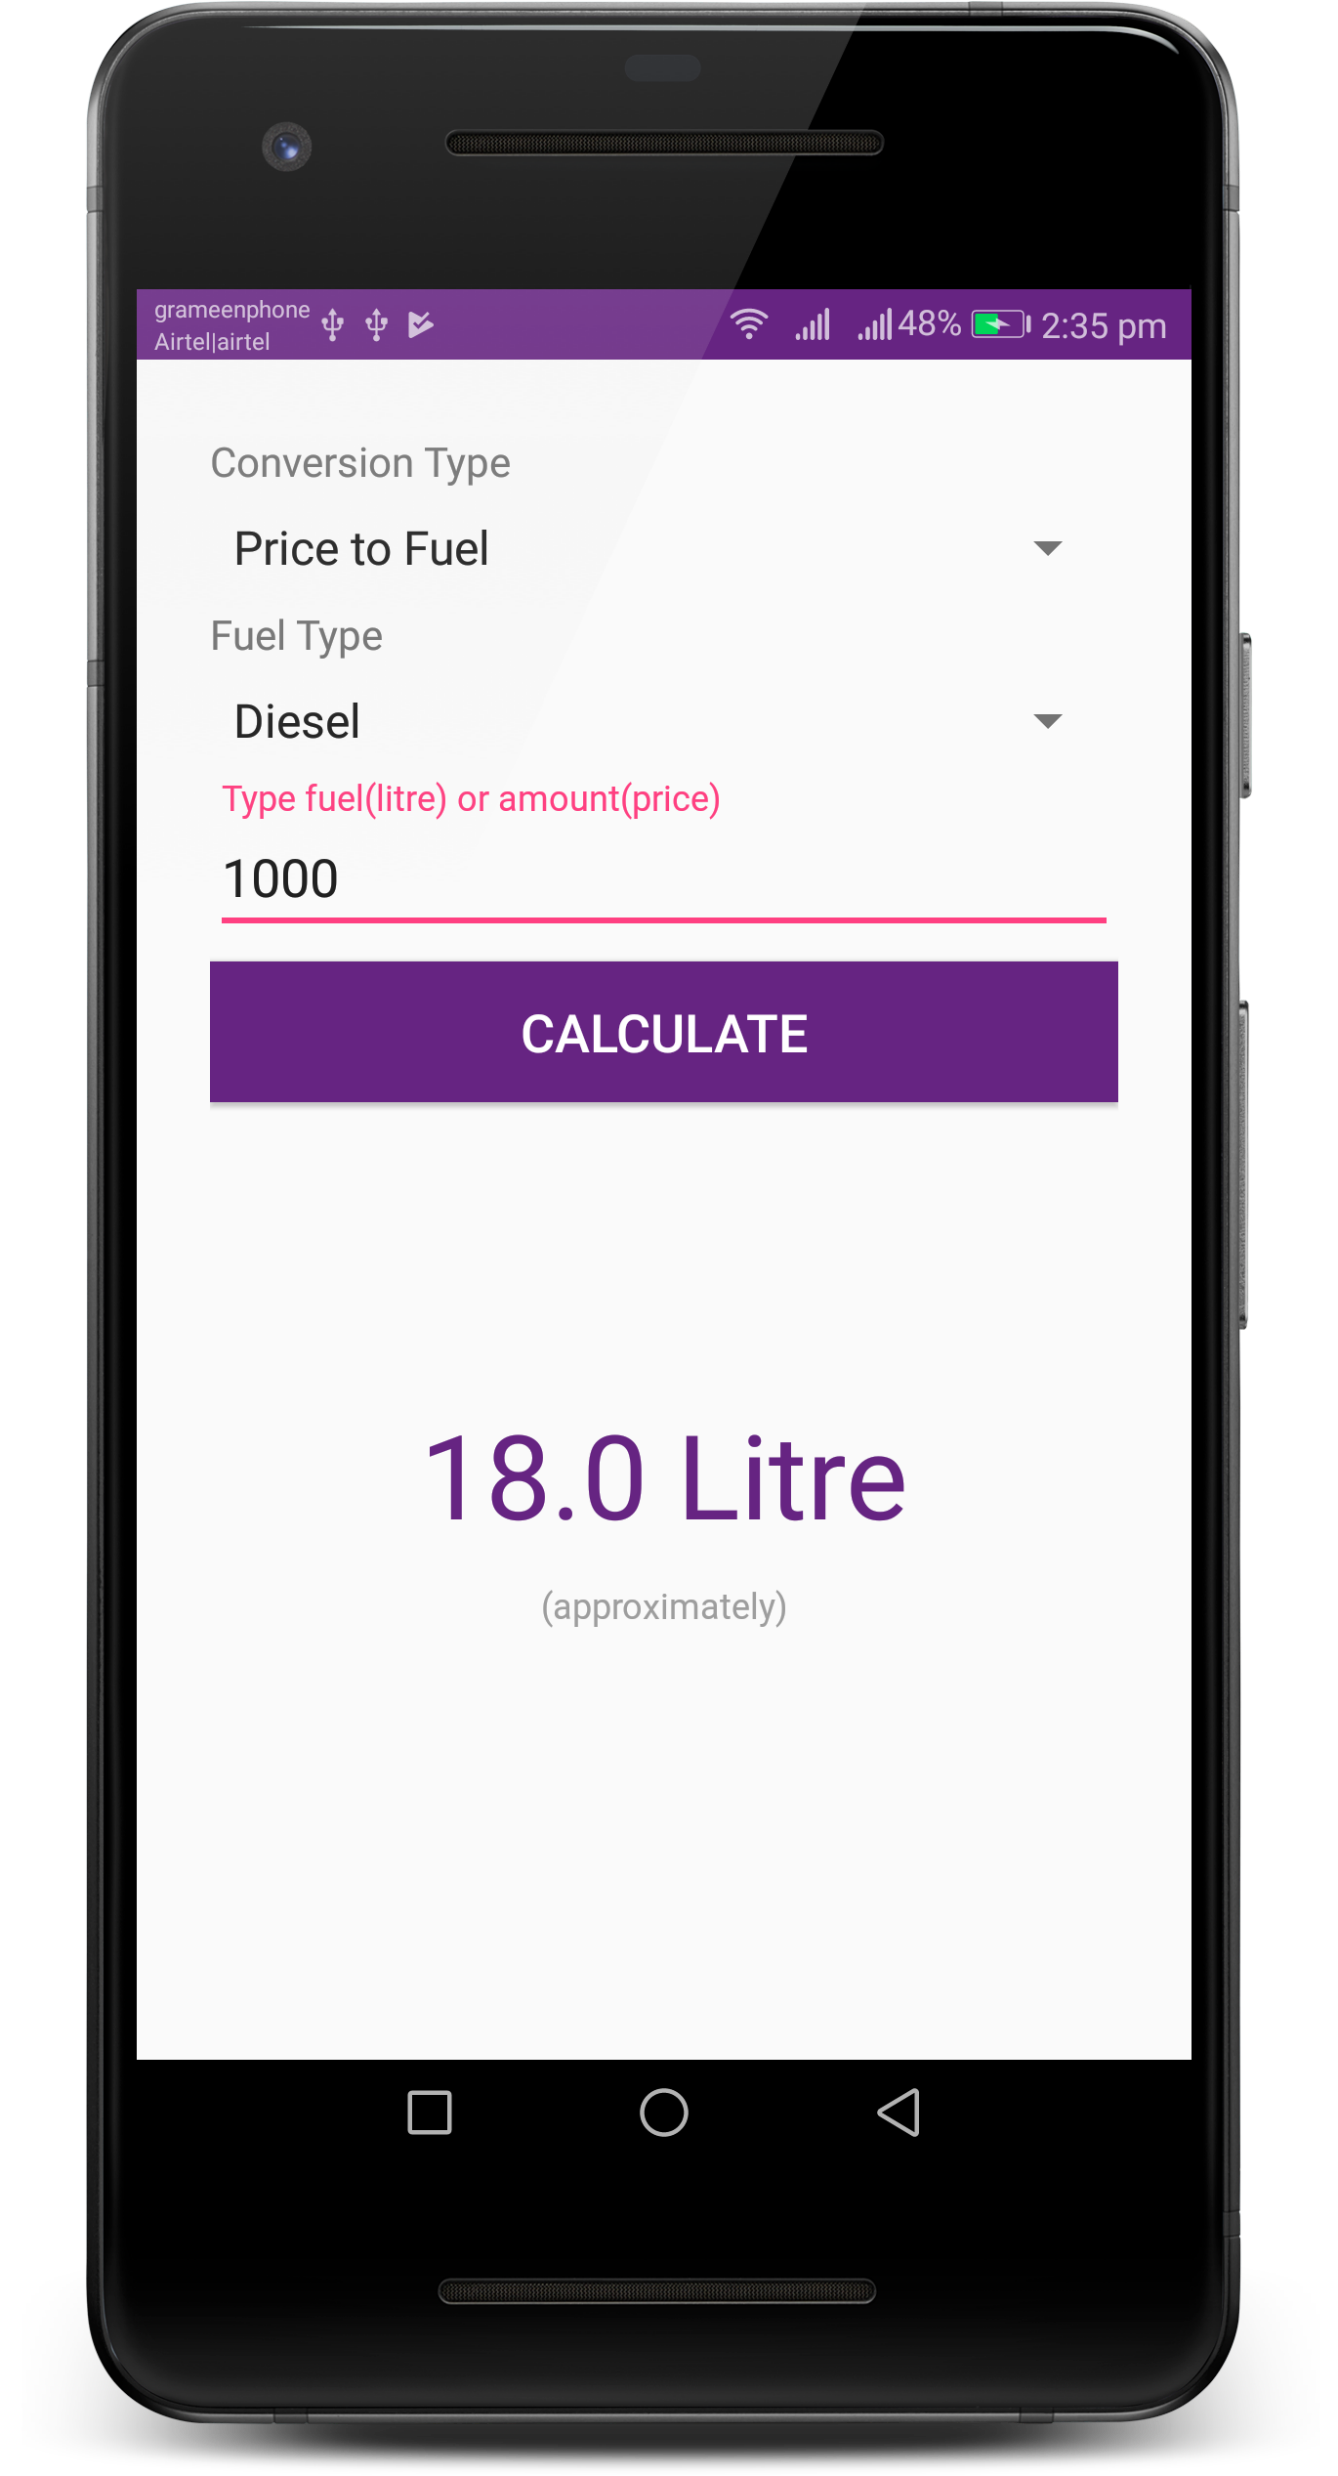 grameenphone
Airtel|airtel
48% 2:35 pm
Conversion Type
Price to Fuel
Fuel Type
Diesel
Type fuel(litre) or amount(price)
1000
CALCULATE
18.0 Litre
(approximately)